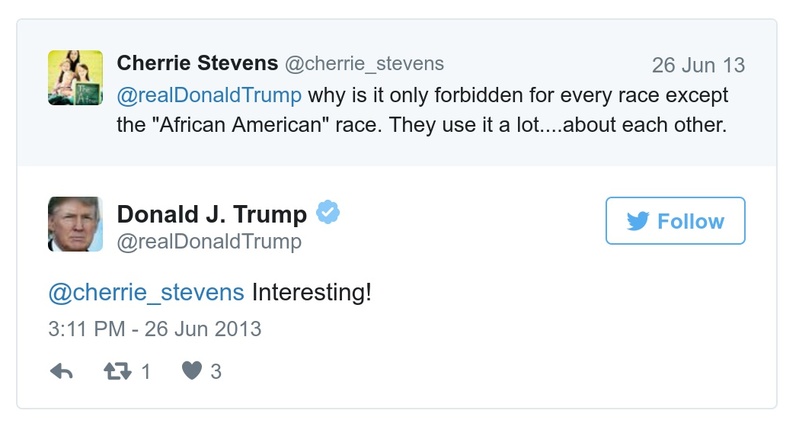 Cherrie Stevens @cherrie_stevens 26 Jun 13
@realDonaldTrump why is it only forbidden for every race except
the "African American" race. They use it a lot....about each other.
Donald J. Trump
@realDonaldTrump
Follow
@cherrie_stevens Interesting!
3:11 PM - 26 Jun 2013
1 3